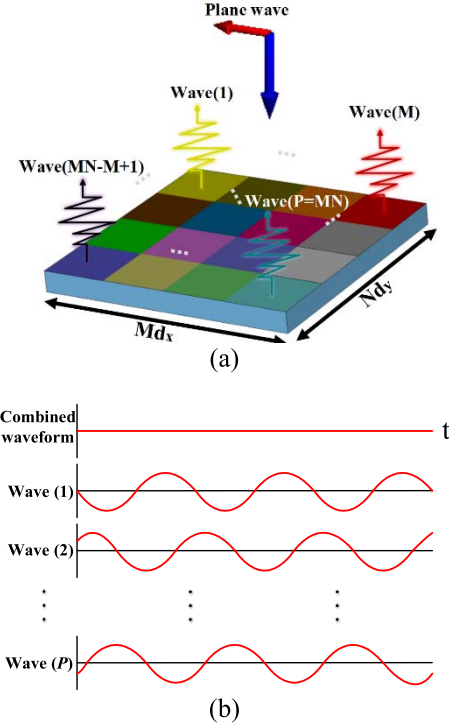 Plane wave
Wave(1)
Wave(M)
Wave(MN-M+1)
Wave(P=MN)
Mdx
Ndy
(a)
Combined
waveform
t
Wave (1)
Wave (2)
Wave (P)
(b)